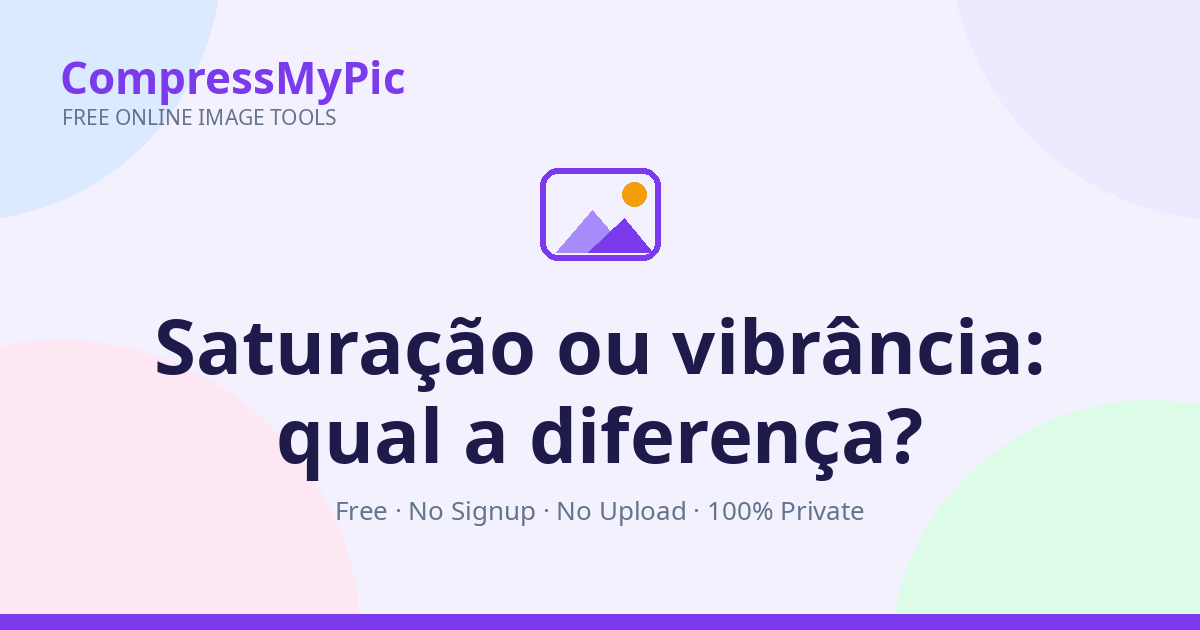 CompressMyPic
FREE ONLINE IMAGE TOOLS
Saturação ou vibrância:
qual a diferença?
Free · No Signup · No Upload · 100% Private